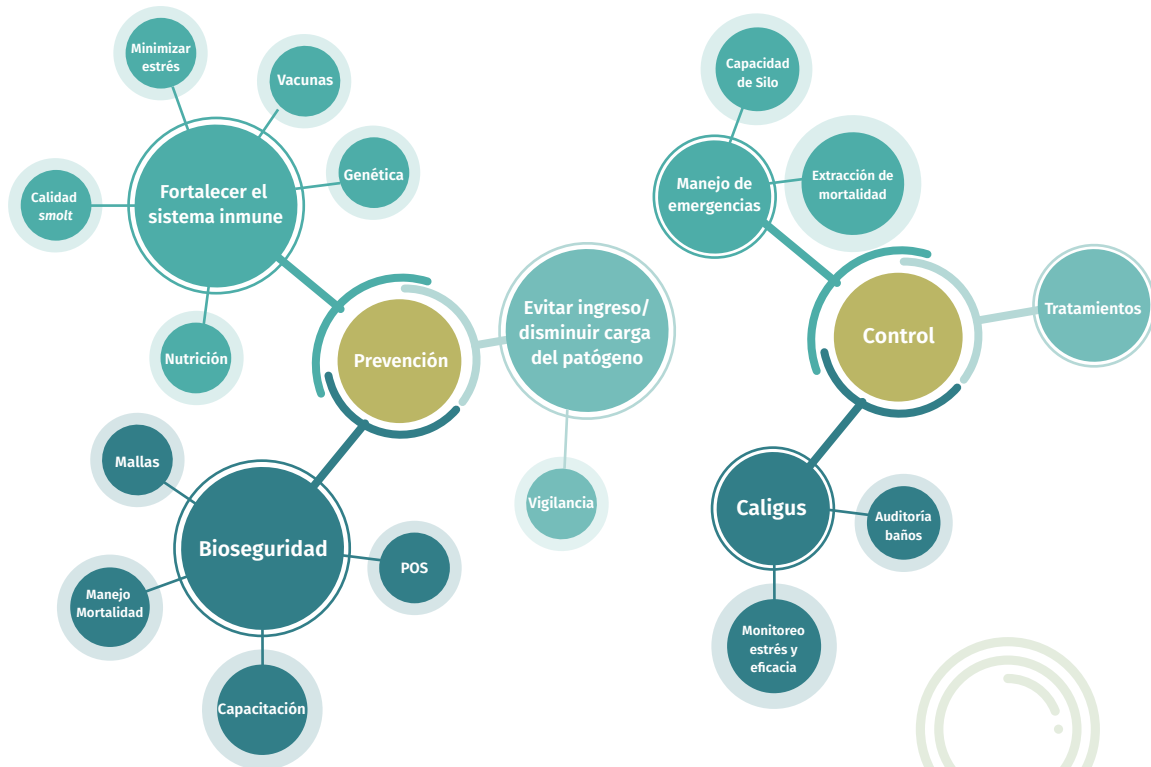 Minimizar
estrés
Vacunas
Genética
Calidad
smolt
Fortalecer el
sistema inmune
Nutrición
Prevención
Evitar ingreso/
disminuir carga
del patógeno
Vigilancia
Mallas
Bioseguridad
POS
Manejo
Mortalidad
Capacitación
Capacidad
de Silo
Extracción de
mortalidad
Manejo de
emergencias
Control
Tratamientos
Caligus
Auditoría
baños
Monitoreo
estrés y
eficacia